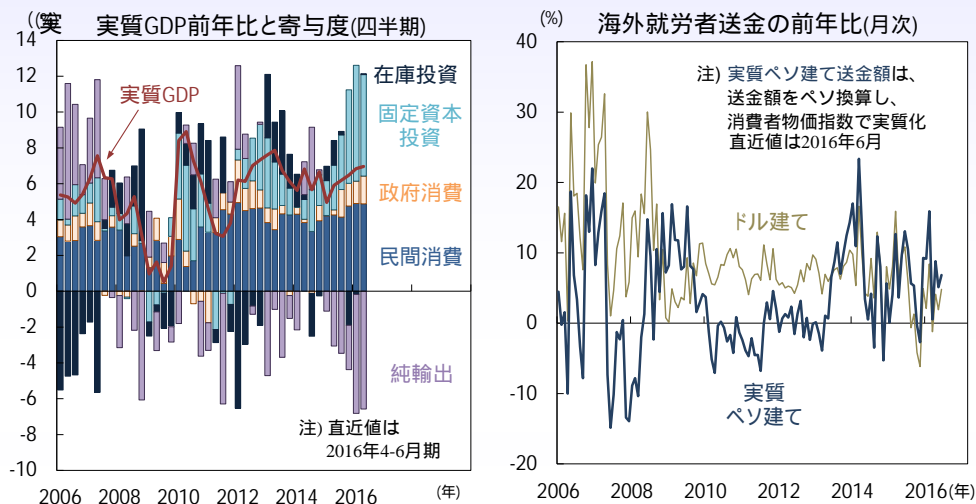 (実
(%)
実質GDP前年比と寄与度(四半期)
14
12
10
8
6
4
2
0
-2
-4
-6
-8
-10
在庫投資
実質GDP
固定資本
投資
政府消費
民間消費
純輸出
注) 直近値は
2016年4-6月期
2006 2008 2010 2012 2014 2016 (年)
(%)
海外就労者送金の前年比(月次)
40
30
20
10
0
-10
-20
注) 実質ペソ建て送金額は、
送金額をペソ換算し、
消費者物価指数で実質化
直近値は2016年6月
ドル建て
実質
ペソ建て
2006 2008 2010 2012 2014 2016 (年)